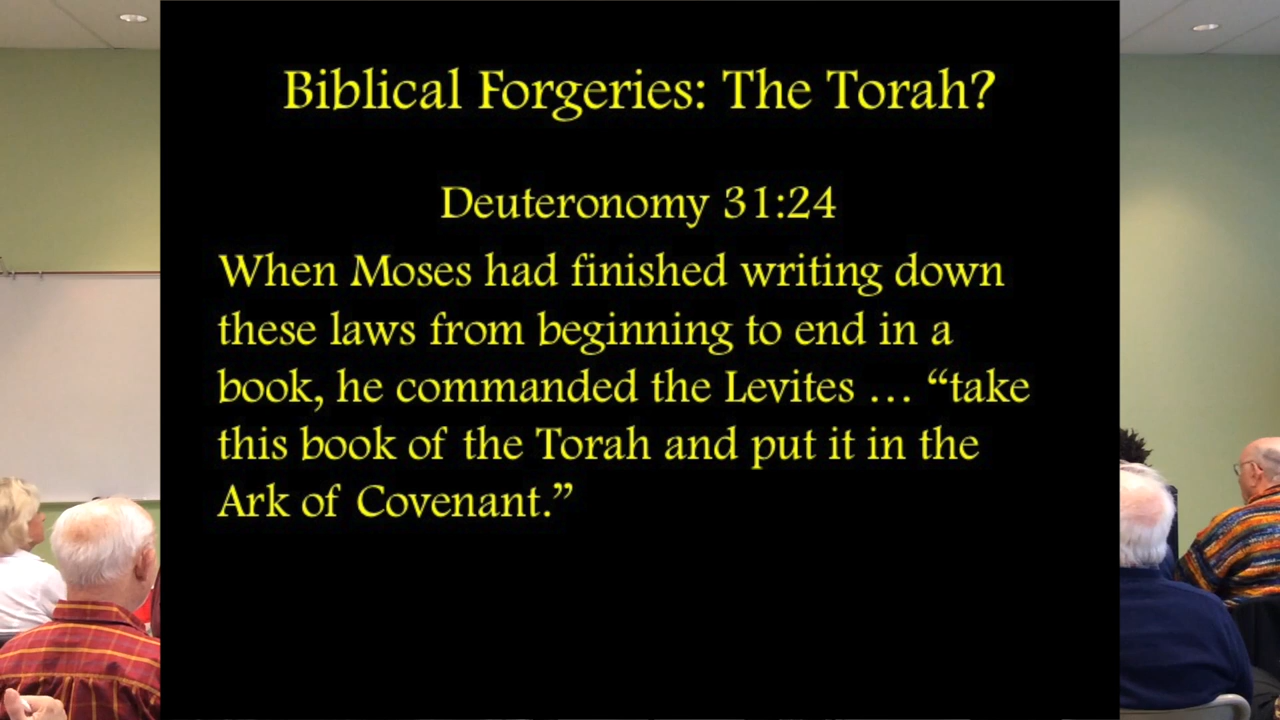 Biblical Forgeries: The Torah?
Deuteronomy 31:24
When Moses had finished writing down
these laws from beginning to end in a
book, he commanded the Levites … “take
this book of the Torah and put it in the
Ark of Covenant.”